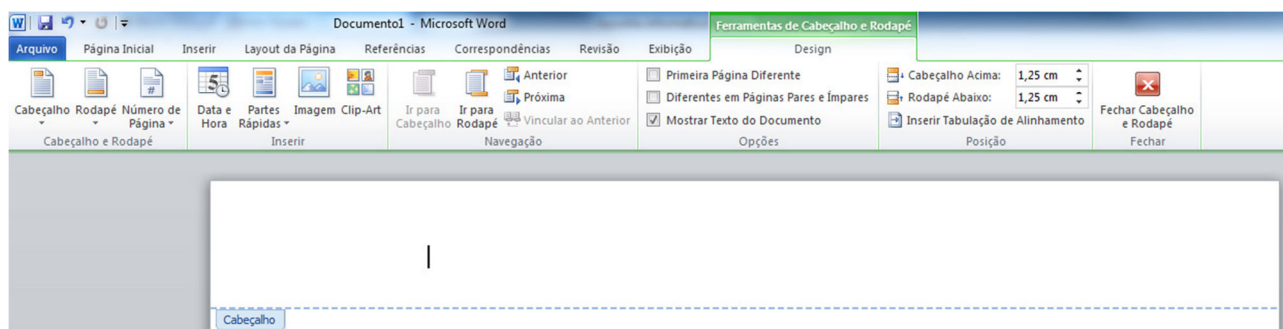 W
Documento1 - Microsoft Word
Ferramentas de Cabeçalho e Rodapé
Arquivo Página Inicial Inserir Layout da Página Referências Correspondências Revisão Exibição Design
Cabeçalho Rodapé Número de Página
Cabeçalho e Rodapé
5
Data e Hora Partes Rápidas Imagem Clip-Art
Inserir
Ir para Cabeçalho Ir para Rodapé
Anterior
Próxima
Vincular ao Anterior
Navegação
Primeira Página Diferente
Diferentes em Páginas Pares e Ímpares
Mostrar Texto do Documento
Opções
Cabeçalho Acima: 1,25 cm
Rodapé Abaixo: 1,25 cm
Inserir Tabulação de Alinhamento
Posição
Fechar Cabeçalho e Rodapé
Fechar
Cabeçalho